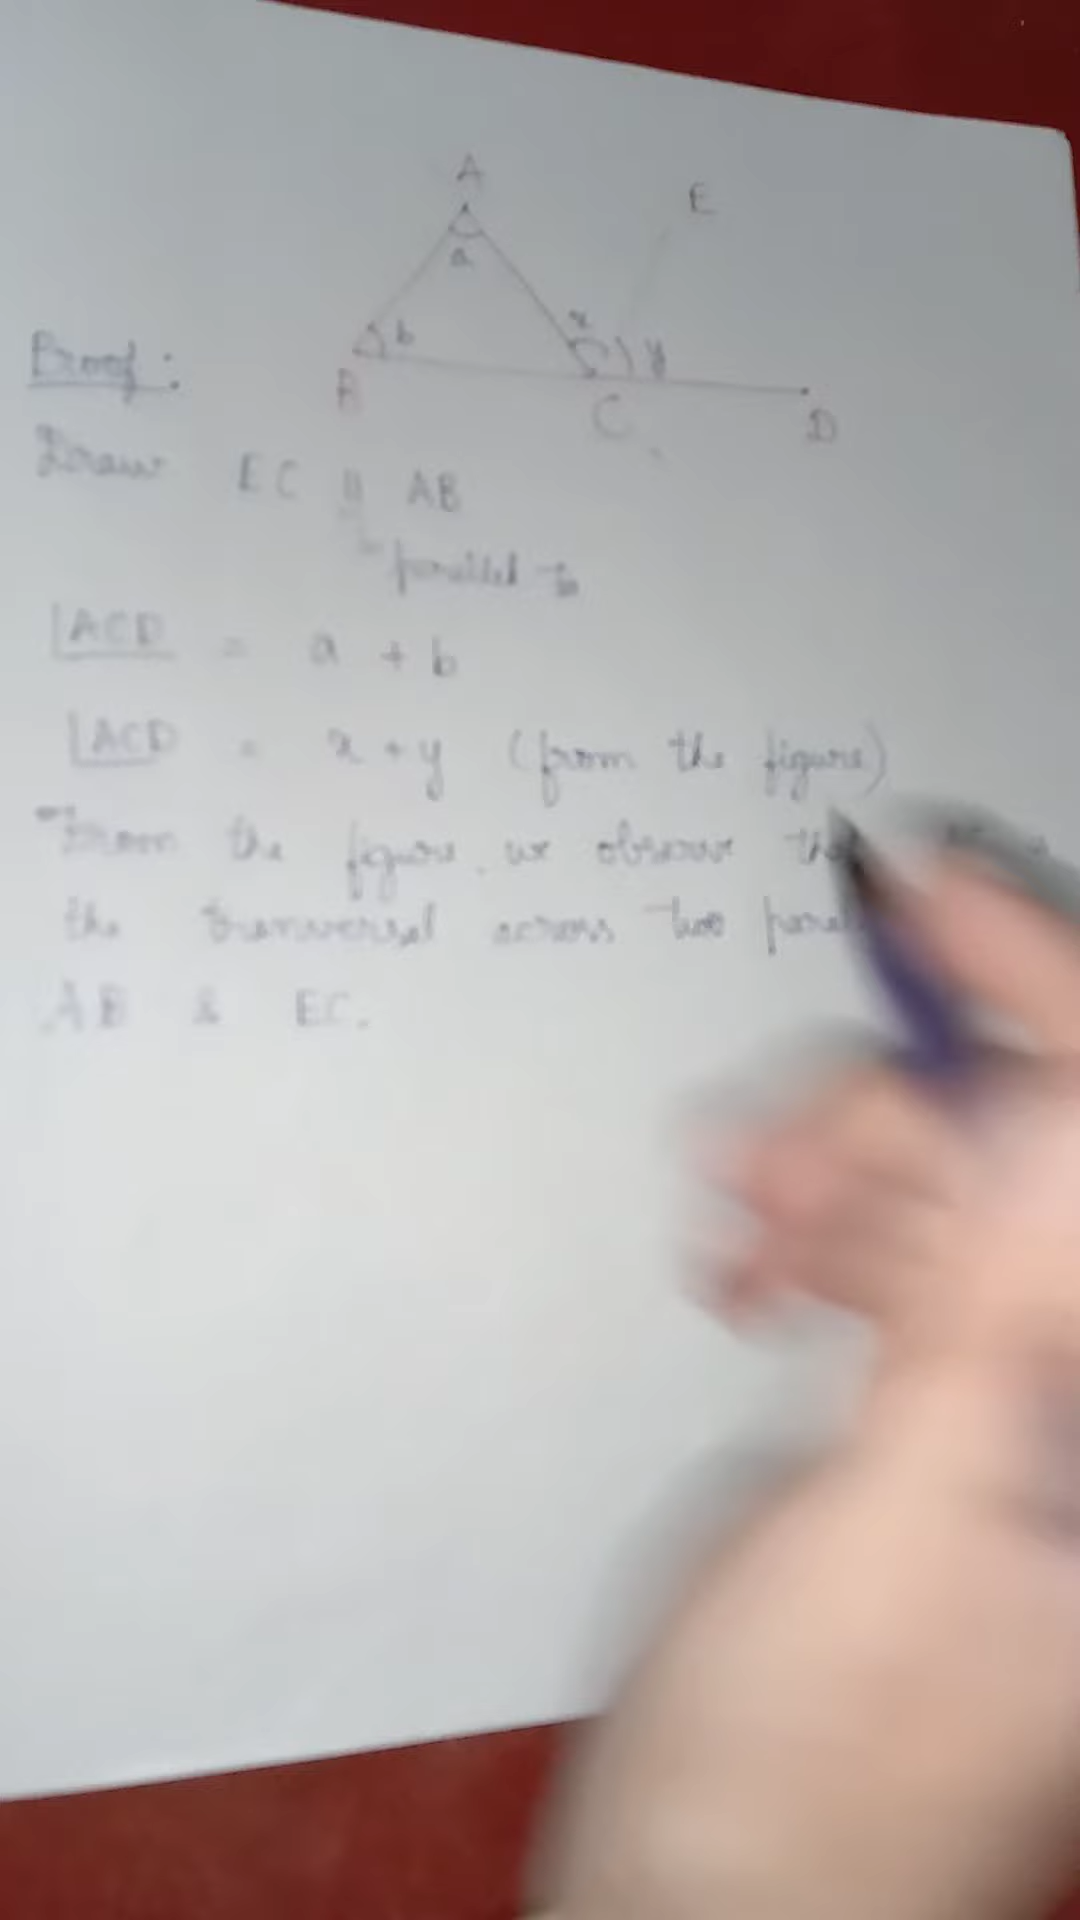 A
E
a
b
x
y
B
C
D
Proof:
Draw EC || AB
parallel to
∠ACD = a + b
∠ACD = x + y (from the figure)
From the figure, we observe
the transversal across two
AB & EC.